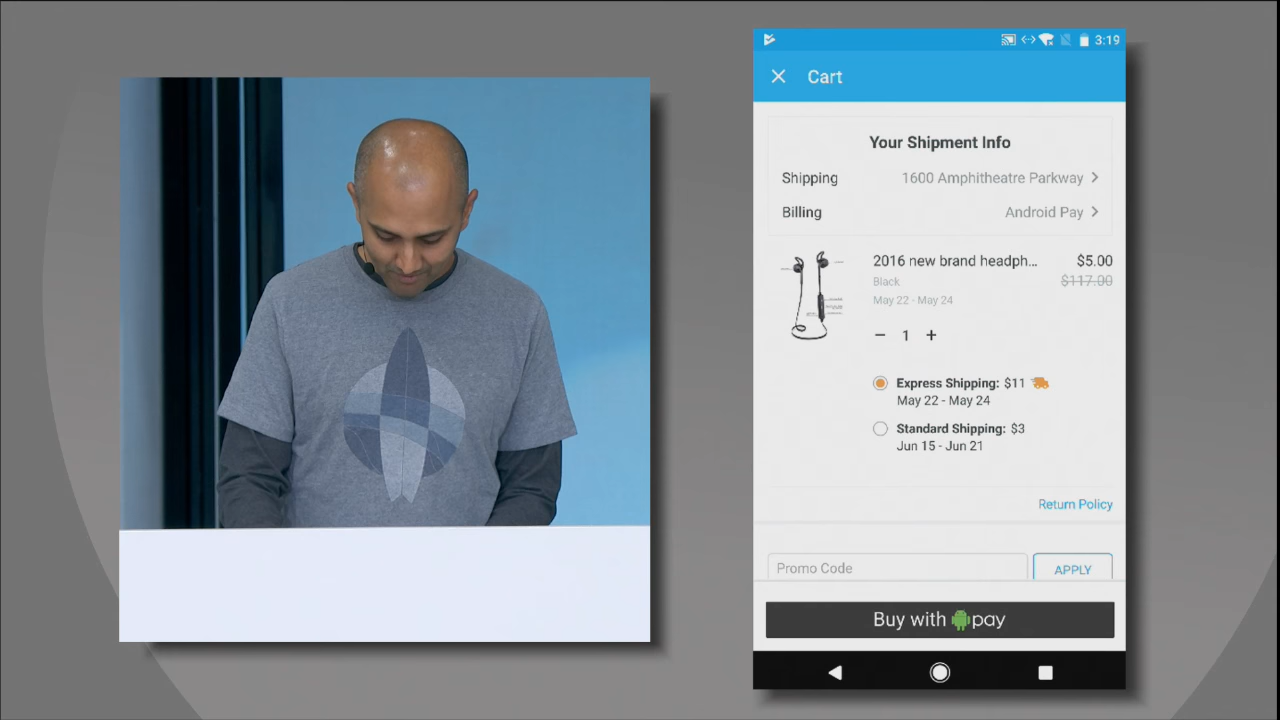 3:19
Cart
Your Shipment Info
Shipping 1600 Amphitheatre Parkway
Billing Android Pay
2016 new brand headph... $5.00
Black $117.00
May 22 - May 24
1
Express Shipping: $11
May 22 - May 24
Standard Shipping: $3
Jun 15 - Jun 21
Return Policy
Promo Code APPLY
Buy with pay